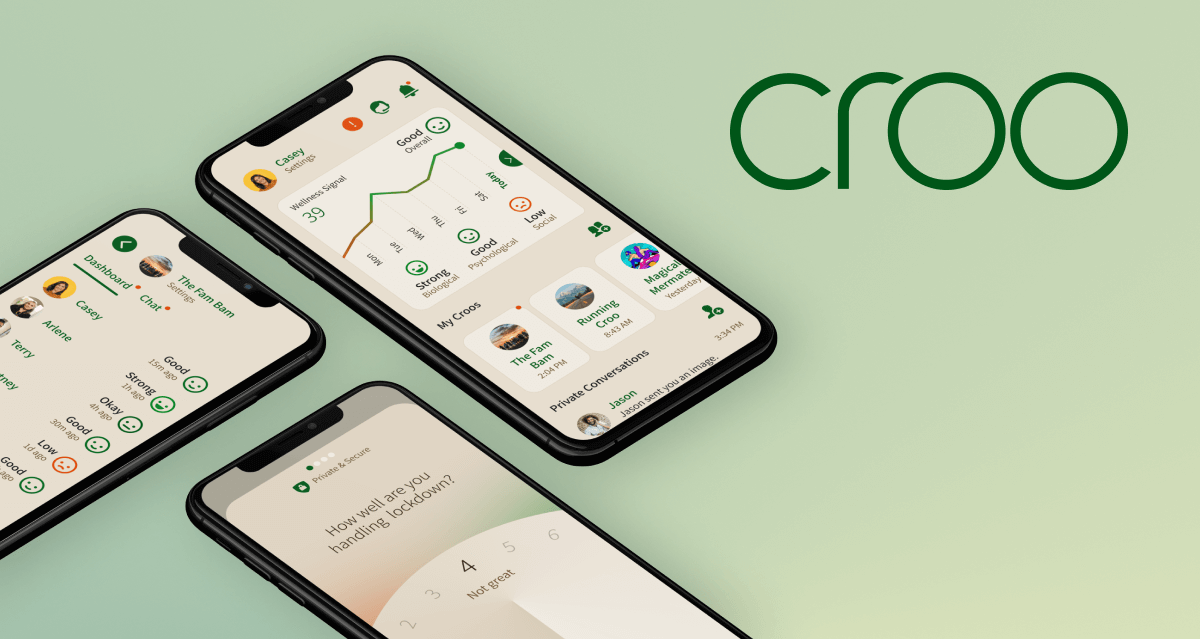 croo
Casey
Settings
Good
Overall
Wellness Signal
39
Mon
Tue
Wed
Thu
Fri
Sat
Today
Strong
Biological
Good
Psychological
Low
Social
My Croos
The Fam
Bam
2:04 PM
Running
Croo
8:43 AM
Magical
Yesterday
Private Conversations
Jason
3:34 PM
Jason sent you an image.
The Fam Bam
Settings
Dashboard
Chat
Casey
Good
15m ago
Arlene
Strong
1h ago
Terry
Okay
4h ago
Good
30m ago
Low
1d ago
Good
ago
Private & Secure
How well are you
handling lockdown?
2
3
4
5
6
Not great